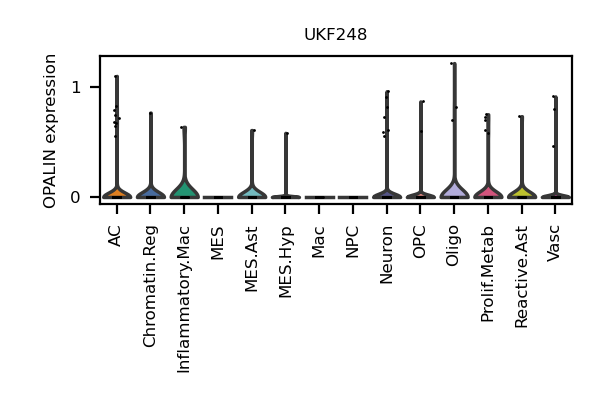 UKF248
OPALIN expression
1
0
AC
Chromatin.Reg
Inflammatory.Mac
MES
MES.Ast
MES.Hyp
Mac
NPC
Neuron
OPC
Oligo
Prolif.Metab
Reactive.Ast
Vasc